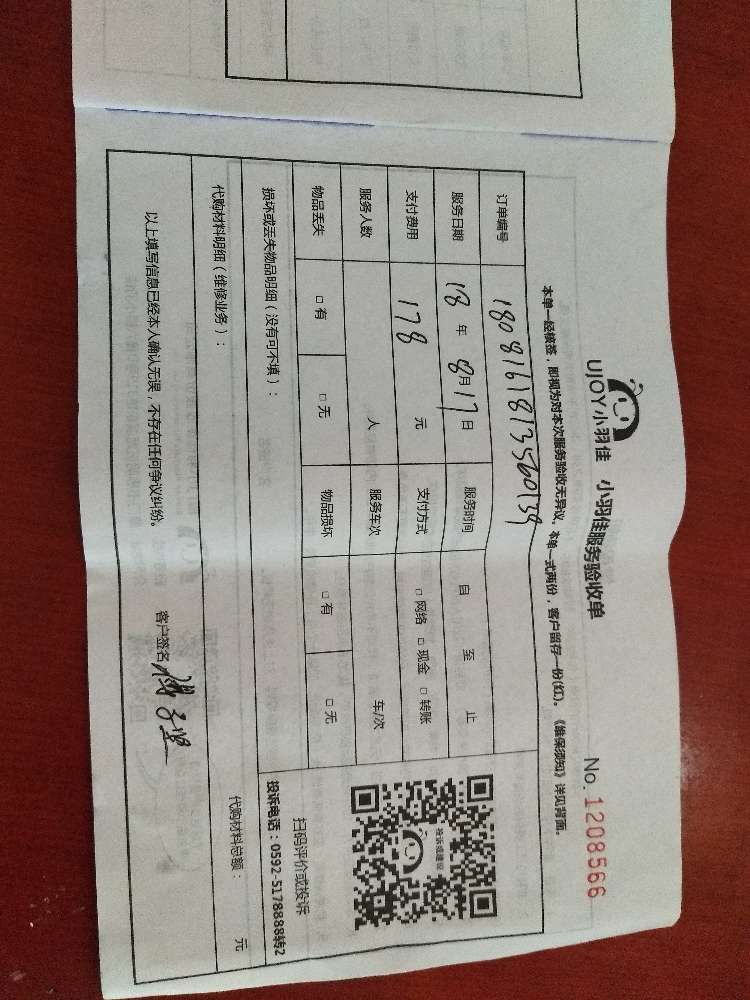 UJOY小羽佳 小羽佳服务验收单
No. 1208566
本单一经核签，即视为对本次服务验收无异议。本单一式两份，客户留存一份(红)。《维保须知》详见背面。
订单编号 180816181356 0139
服务日期 18 年 8月 17 日 服务时间 自 至 止
支付费用 178 元 支付方式 □ 网络 □ 现金 □ 转账
服务人数 人 服务车次 车/次
物品丢失 □ 有 □ 无 物品损坏 □ 有 □ 无
投诉或建议
扫码评价或投诉
投诉电话：0592-5178888转2
损坏或丢失物品明细（没有可不填）：
代购材料明细（维修业务）： 代购材料总额： 元
以上填写信息已经本人确认无误，不存在任何争议纠纷。
客户签名